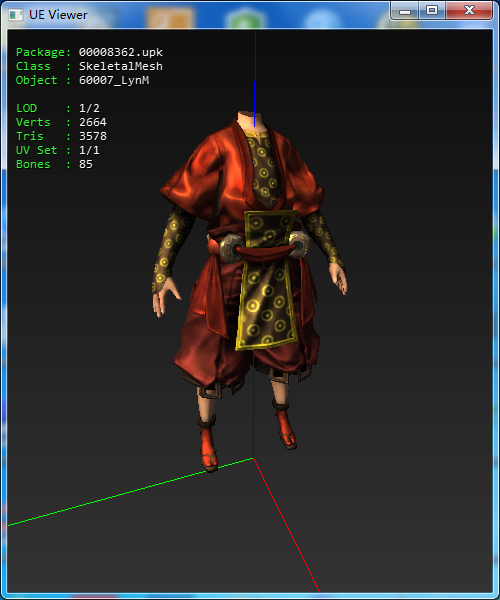 UE Viewer
Package: 00008362.upk
Class : SkeletalMesh
Object : 60007_LynM
LOD : 1/2
Verts : 2664
Tris : 3578
UV Set : 1/1
Bones : 85